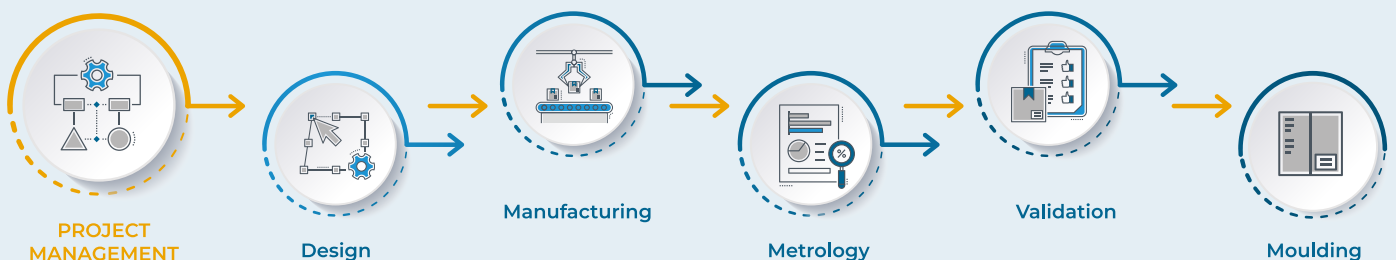 PROJECT
MANAGEMENT
Design
Manufacturing
%
Metrology
Validation
Moulding